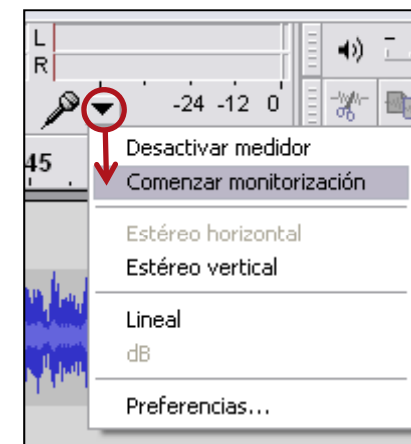 L
R
-24 -12 0
45
Desactivar medidor
Comenzar monitorización
Estéreo horizontal
Estéreo vertical
Lineal
dB
Preferencias...